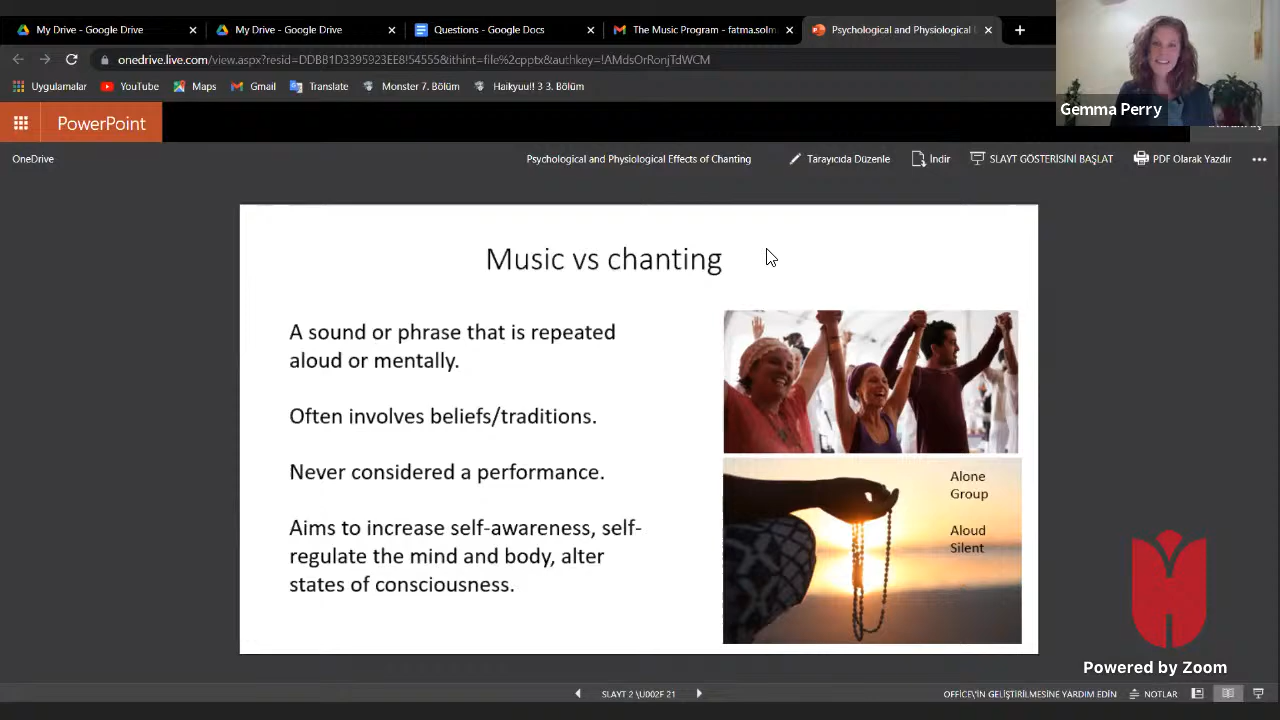 My Drive - Google Drive
My Drive - Google Drive
Questions - Google Docs
The Music Program - fatma.solm
Psychological and Physiological
onedrive.live.com/view.aspx?resid=DDBB1D3395923EE8!54555&ithint=file%2cpptx&authkey=!AMdsOrRonjTdWCM
Uygulamalar
YouTube
Maps
Gmail
Translate
Monster 7. Bölüm
Haikyuu!! 3 3. Bölüm
Gemma Perry
PowerPoint
OneDrive
Psychological and Physiological Effects of Chanting
Tarayıcıda Düzenle
İndir
SLAYT GÖSTERİSİNİ BAŞLAT
PDF Olarak Yazdır
Music vs chanting
A sound or phrase that is repeated
aloud or mentally.
Often involves beliefs/traditions.
Never considered a performance.
Aims to increase self-awareness, self-
regulate the mind and body, alter
states of consciousness.
Alone
Group
Aloud
Silent
Powered by Zoom
SLAYT 2 \U002F 21
OFFICE\'IN GELİŞTİRİLMESİNE YARDIM EDİN
NOTLAR